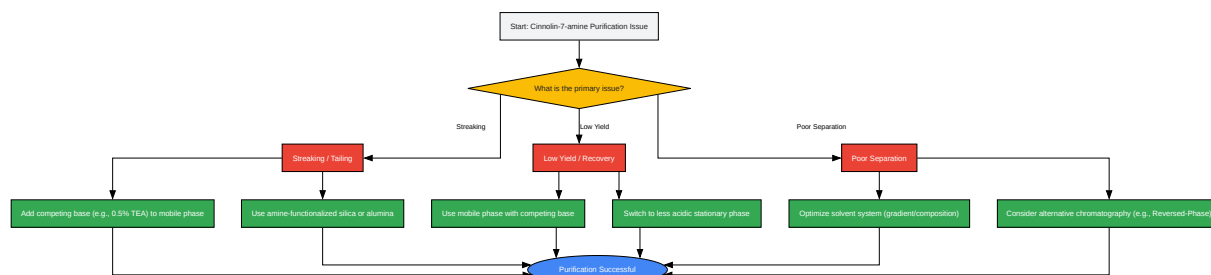 Start: Cinnolin-7-amine Purification Issue
What is the primary issue?
Streaking
Low Yield
Poor Separation
Streaking / Tailing
Low Yield / Recovery
Poor Separation
Add competing base (e.g., 0.5% TEA) to mobile phase
Use amine-functionalized silica or alumina
Use mobile phase with competing base
Switch to less acidic stationary phase
Optimize solvent system (gradient/composition)
Consider alternative chromatography (e.g., Reversed-Phase)
Purification Successful